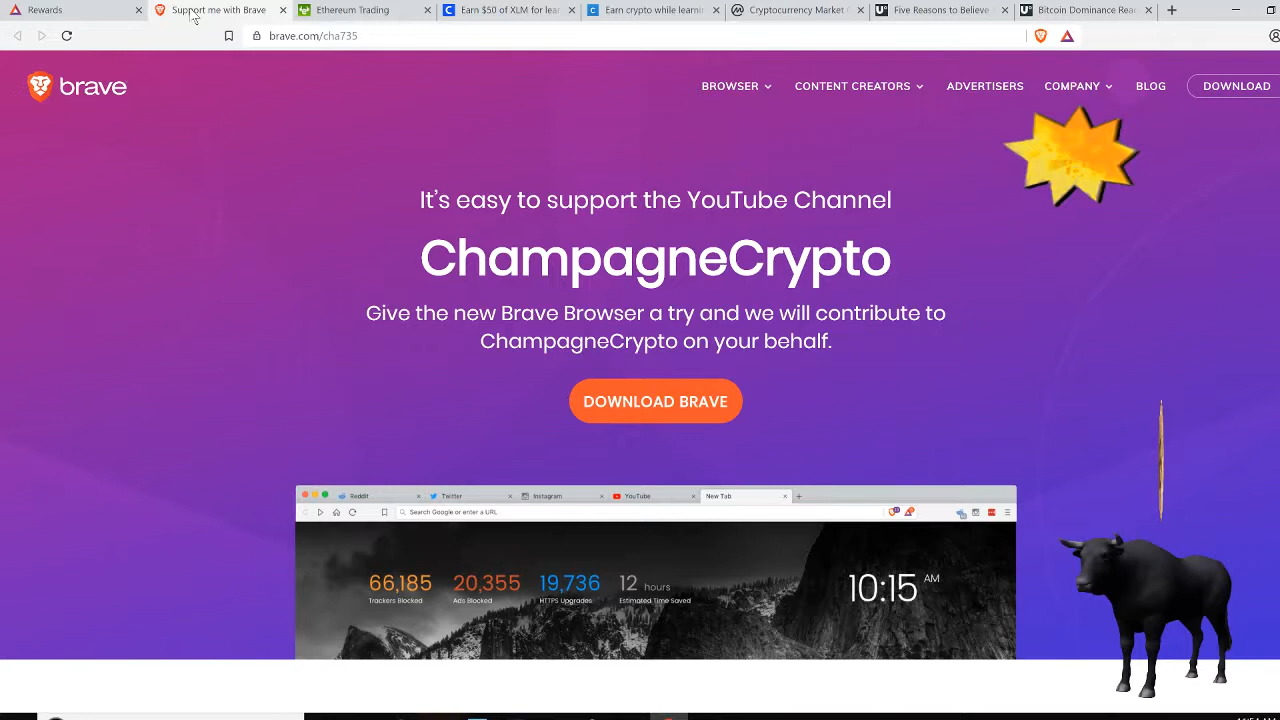 Rewards
Support me with Brave
Ethereum Trading
Earn $50 of XLM for lear
Earn crypto while learni
Cryptocurrency Market C
Five Reasons to Believe
Bitcoin Dominance Rea
brave.com/cha735
brave
BROWSER
CONTENT CREATORS
ADVERTISERS
COMPANY
BLOG
DOWNLOAD
It's easy to support the YouTube Channel
ChampagneCrypto
Give the new Brave Browser a try and we will contribute to
ChampagneCrypto on your behalf.
DOWNLOAD BRAVE
Reddit
Twitter
Instagram
YouTube
New Tab
Search Google or enter a URL
66,185 20,355 19,736 12 hours
Trackers Blocked Ads Blocked HTTPS Upgrades Estimated Time Saved
10:15 AM